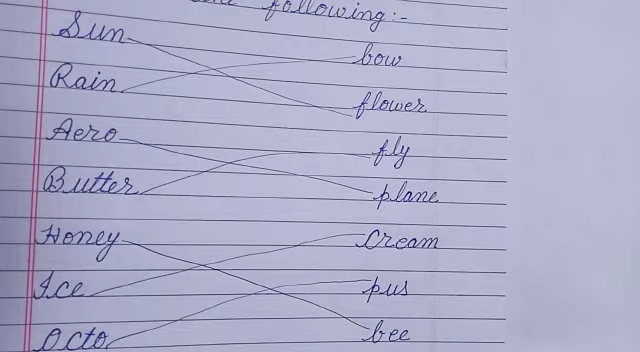 following:-
Sun
bow
Rain
flower
Aero
fly
Butter
plane
Honey
Cream
Ice
pus
Octo
bee